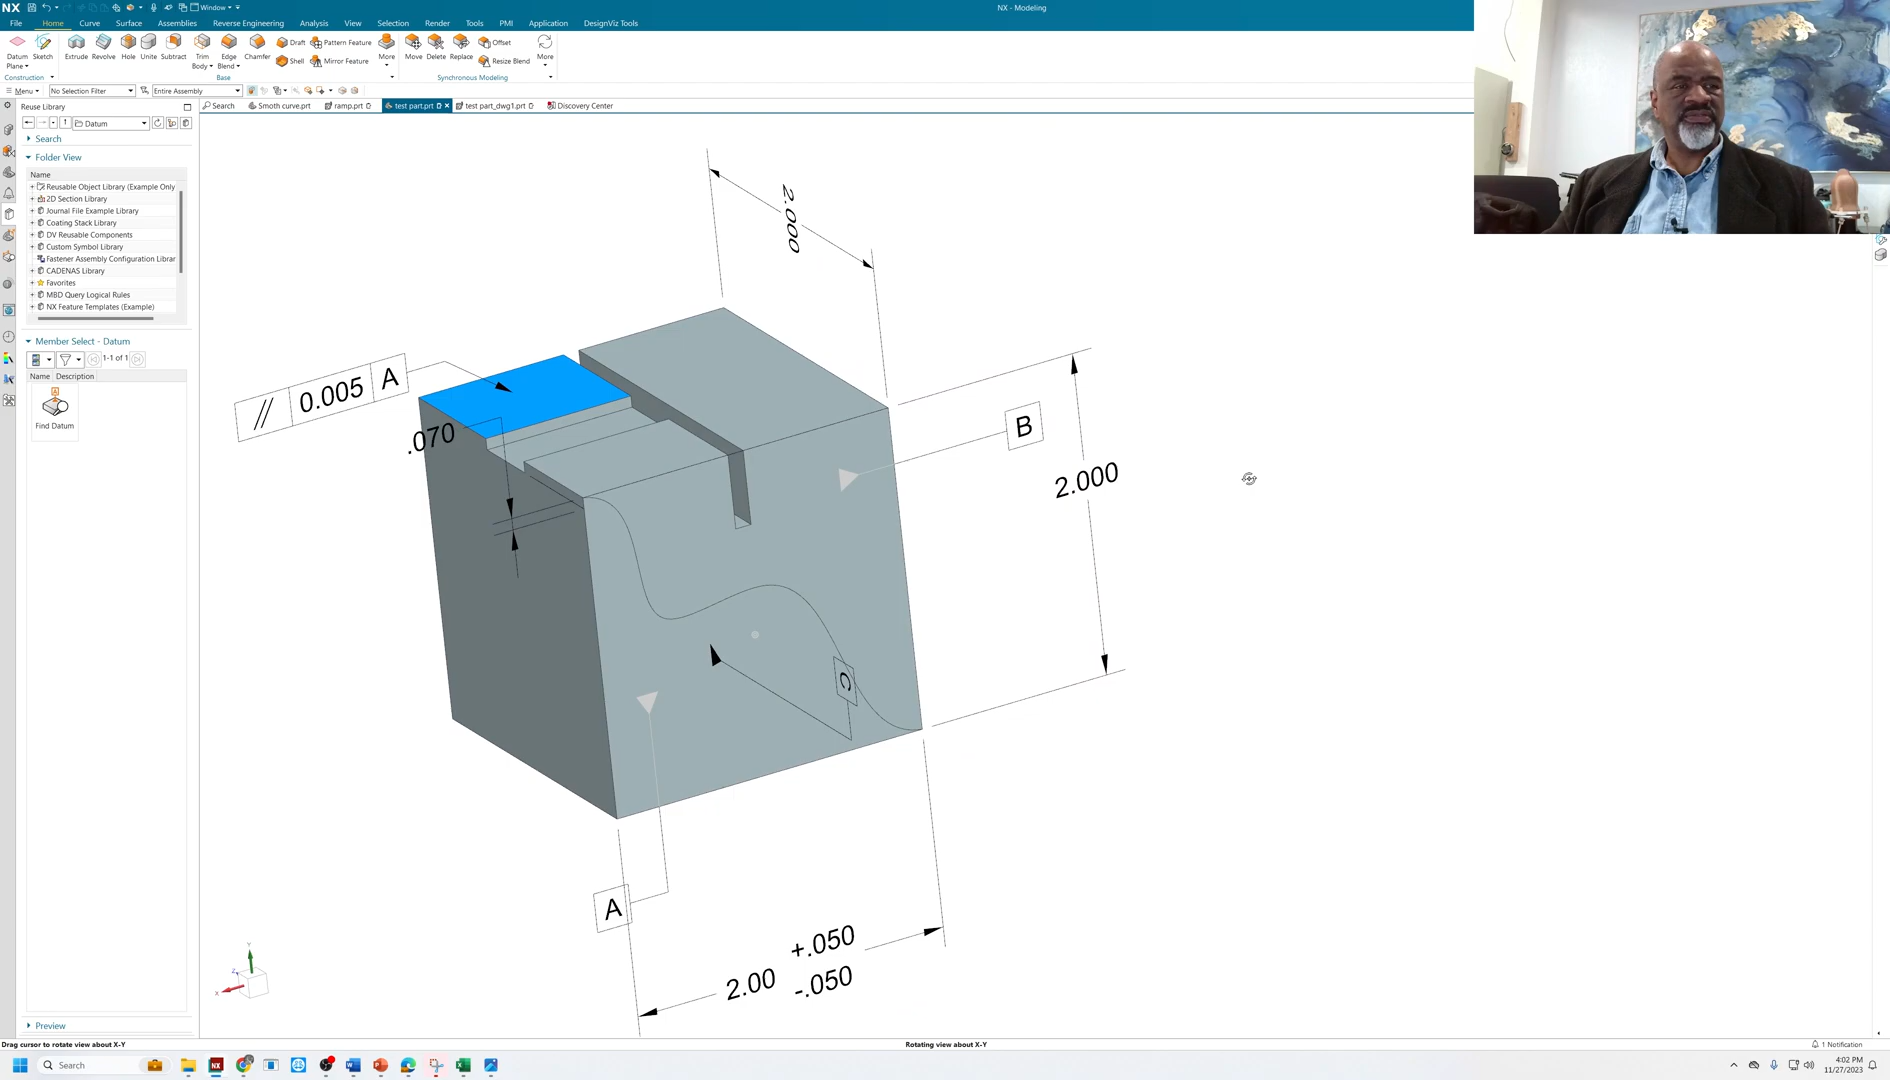 NX
Window
NX - Modeling
File Home Curve Surface Assemblies Reverse Engineering Analysis View Selection Render Tools PMI Application DesignViz Tools
Datum Plane
Sketch
Extrude
Revolve
Hole
Unite
Subtract
Trim Body
Edge Blend
Chamfer
Draft
Pattern Feature
Shell
Mirror Feature
More
Move
Delete
Replace
Offset
Resize Blend
More
Construction
Base
Synchronous Modeling
Menu
No Selection Filter
Entire Assembly
Reuse Library
Search
Smoth curve.prt
ramp.prt
test part.prt
test part_dwg1.prt
Discovery Center
Datum
Search
Folder View
Name
Reusable Object Library (Example Only
2D Section Library
Journal File Example Library
Coating Stack Library
DV Reusable Components
Custom Symbol Library
Fastener Assembly Configuration Librar
CADENAS Library
Favorites
MBD Query Logical Rules
NX Feature Templates (Example)
Member Select - Datum
1-1 of 1
Name Description
Find Datum
2.000
// 0.005 A
.070
B
2.000
C
A
2.00 +.050
-.050
Y
Z
X
Preview
Drag cursor to rotate view about X-Y
Rotating view about X-Y
1 Notification
Search
4:02 PM
11/27/2023